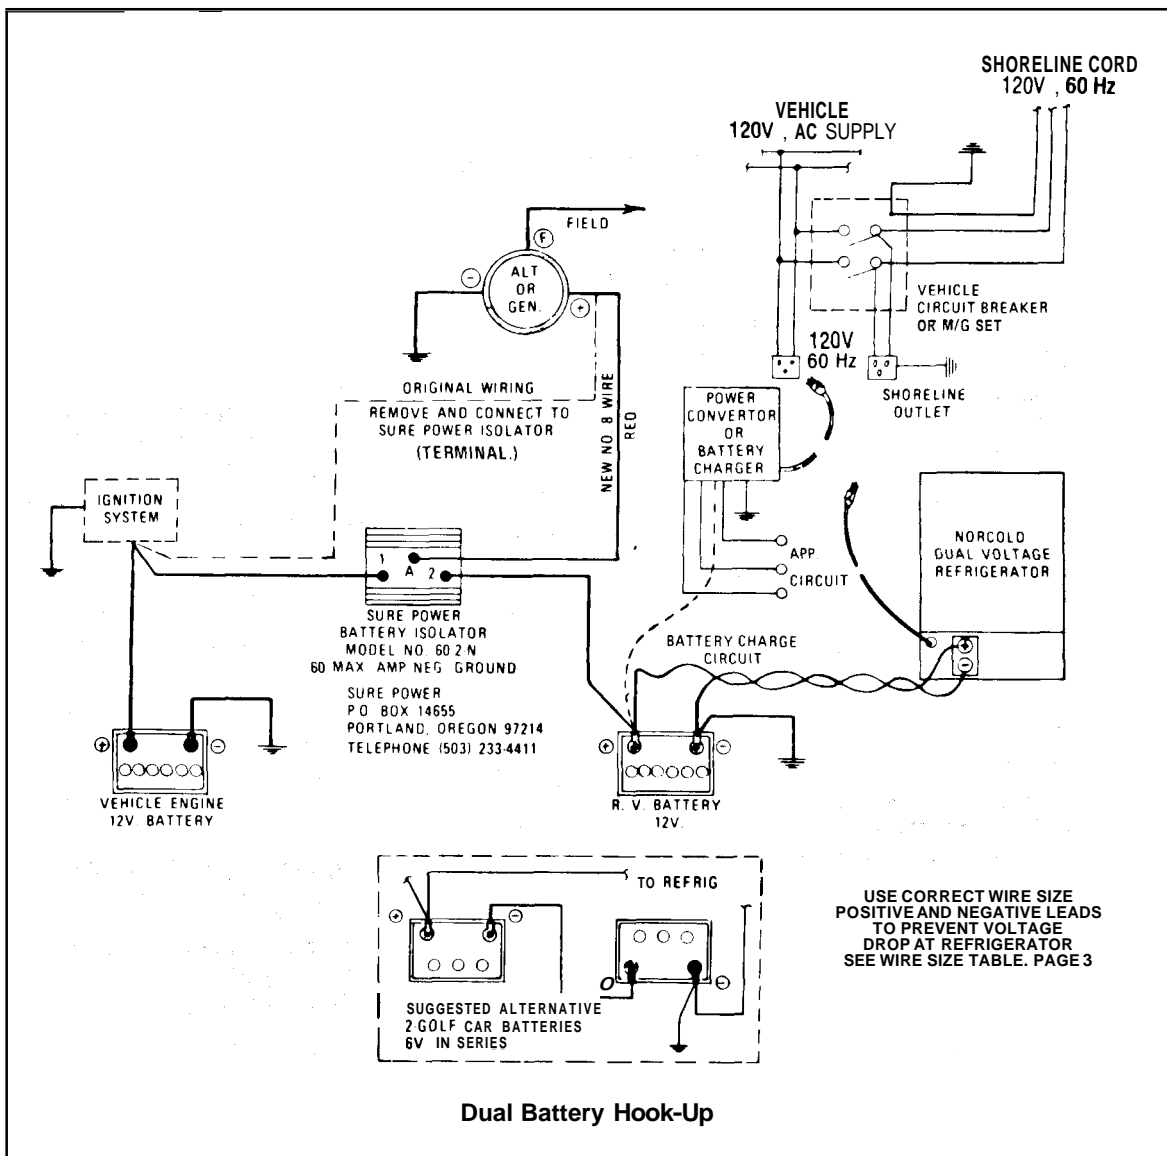 SHORELINE CORD
120V , 60 Hz
VEHICLE
120V , AC SUPPLY
FIELD
F
−
ALT
OR
GEN.
+
VEHICLE
CIRCUIT BREAKER
OR M/G SET
120V
60 Hz
SHORELINE
OUTLET
ORIGINAL WIRING
REMOVE AND CONNECT TO
SURE POWER ISOLATOR
(TERMINAL.)
NEW NO. 8 WIRE
RED
POWER
CONVERTOR
OR
BATTERY
CHARGER
IGNITION
SYSTEM
NORCOLD
DUAL VOLTAGE
REFRIGERATOR
+
−
APP.
CIRCUIT
1
A
2
SURE POWER
BATTERY ISOLATOR
MODEL NO. 60 2-N
60 MAX AMP NEG GROUND
SURE POWER
P O BOX 14655
PORTLAND, OREGON 97214
TELEPHONE (503) 233-4411
BATTERY CHARGE
CIRCUIT
+
−
VEHICLE ENGINE
12V. BATTERY
+
−
R. V. BATTERY
12V.
TO REFRIG
+
−
−
SUGGESTED ALTERNATIVE
2-GOLF CAR BATTERIES
6V IN SERIES
USE CORRECT WIRE SIZE
POSITIVE AND NEGATIVE LEADS
TO PREVENT VOLTAGE
DROP AT REFRIGERATOR
SEE WIRE SIZE TABLE. PAGE 3
Dual Battery Hook-Up